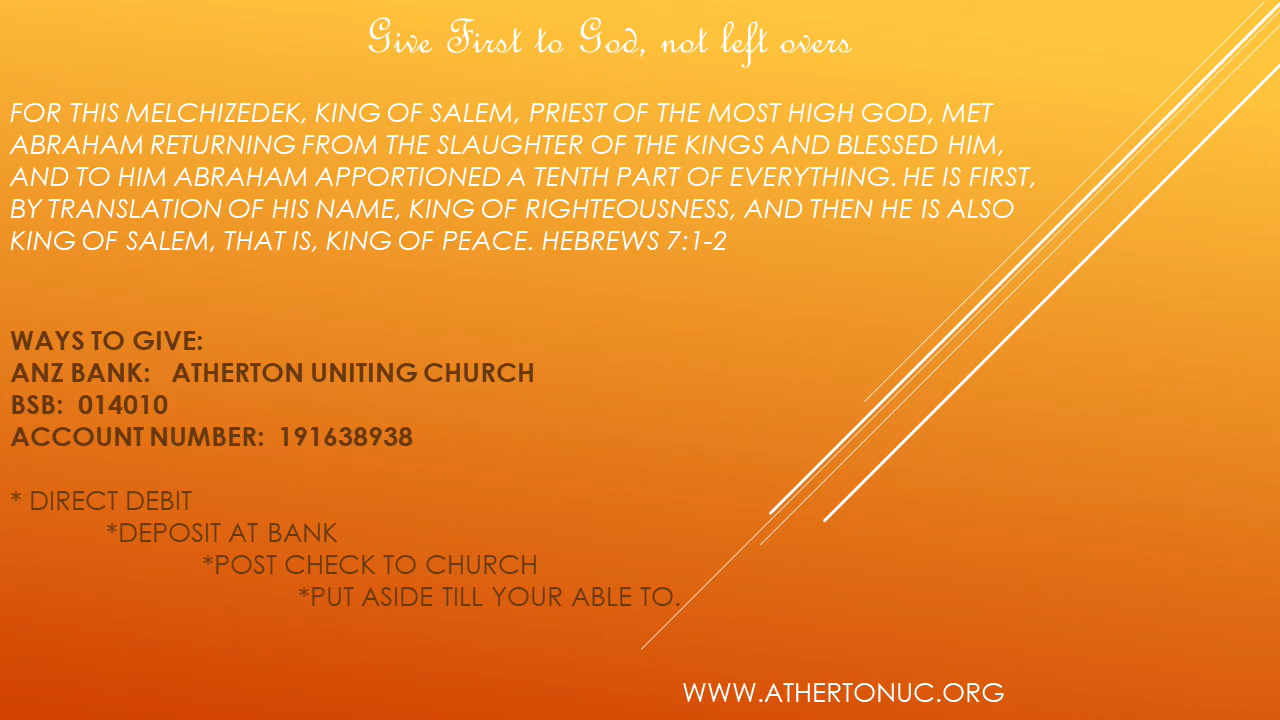 Give First to God, not left overs
FOR THIS MELCHIZEDEK, KING OF SALEM, PRIEST OF THE MOST HIGH GOD, MET
ABRAHAM RETURNING FROM THE SLAUGHTER OF THE KINGS AND BLESSED HIM,
AND TO HIM ABRAHAM APPORTIONED A TENTH PART OF EVERYTHING. HE IS FIRST,
BY TRANSLATION OF HIS NAME, KING OF RIGHTEOUSNESS, AND THEN HE IS ALSO
KING OF SALEM, THAT IS, KING OF PEACE. HEBREWS 7:1-2
WAYS TO GIVE:
ANZ BANK: ATHERTON UNITING CHURCH
BSB: 014010
ACCOUNT NUMBER: 191638938
* DIRECT DEBIT
*DEPOSIT AT BANK
*POST CHECK TO CHURCH
*PUT ASIDE TILL YOUR ABLE TO.
WWW.ATHERTONUC.ORG